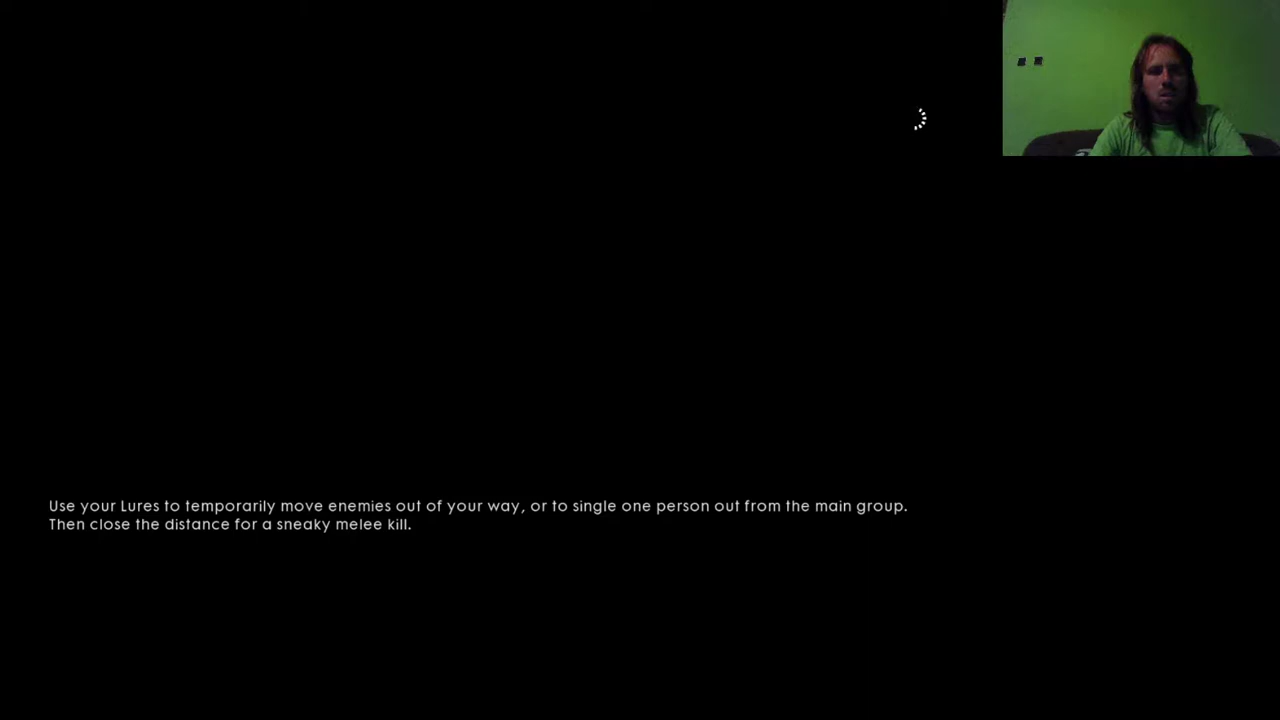 Use your Lures to temporarily move enemies out of your way, or to single one person out from the main group.
Then close the distance for a sneaky melee kill.